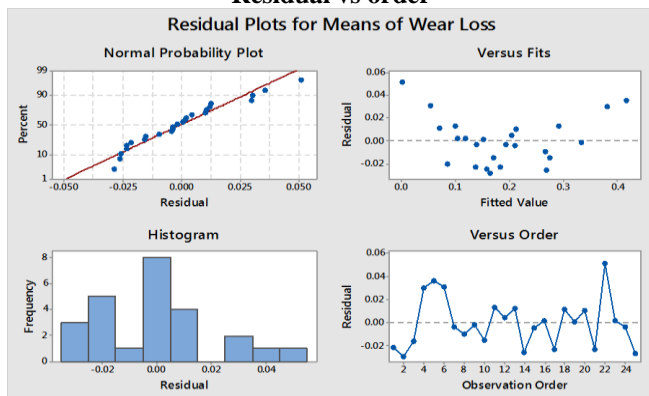 Residual vs order
Residual Plots for Means of Wear Loss
Normal Probability Plot
99
90
50
10
1
Percent
-0.050 -0.025 0.000 0.025 0.050
Residual
Versus Fits
0.06
0.04
0.02
0.00
-0.02
Residual
0.0 0.1 0.2 0.3 0.4
Fitted Value
Histogram
8
6
4
2
0
Frequency
-0.02 0.00 0.02 0.04
Residual
Versus Order
0.06
0.04
0.02
0.00
-0.02
Residual
2 4 6 8 10 12 14 16 18 20 22 24
Observation Order